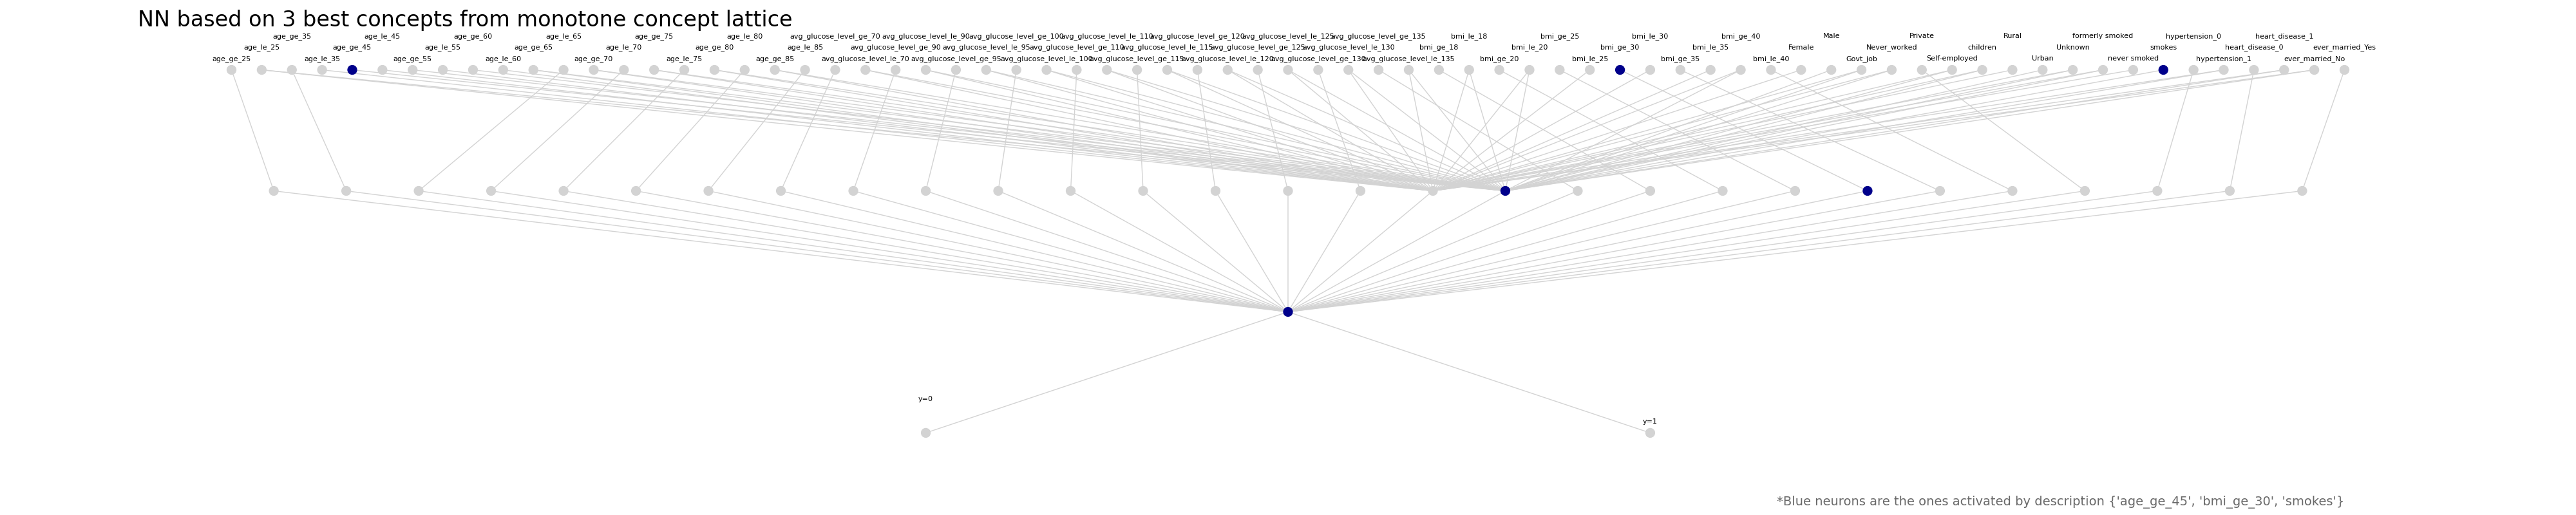 NN based on 3 best concepts from monotone concept lattice
age_ge_35 age_le_45 age_ge_60 age_le_65 age_ge_75 age_le_80 avg_glucose_level_ge_70 avg_glucose_level_le_90 avg_glucose_level_ge_100 avg_glucose_level_le_110 avg_glucose_level_ge_120 avg_glucose_level_le_125 avg_glucose_level_ge_135 bmi_le_18 bmi_ge_25 bmi_le_30 bmi_ge_40 Male Private Rural formerly smoked hypertension_0 heart_disease_1
age_le_25 age_ge_45 age_le_55 age_ge_65 age_le_70 age_ge_80 age_le_85 avg_glucose_level_ge_90 avg_glucose_level_le_95 avg_glucose_level_ge_110 avg_glucose_level_le_115 avg_glucose_level_ge_125 avg_glucose_level_le_130 bmi_ge_18 bmi_le_20 bmi_ge_30 bmi_le_35 Female Never_worked children Unknown smokes heart_disease_0 ever_married_Yes
age_ge_25 age_le_35 age_ge_55 age_le_60 age_ge_70 age_le_75 age_ge_85 avg_glucose_level_le_70 avg_glucose_level_ge_95 avg_glucose_level_le_100 avg_glucose_level_ge_115 avg_glucose_level_le_120 avg_glucose_level_ge_130 avg_glucose_level_le_135 bmi_ge_20 bmi_le_25 bmi_ge_35 bmi_le_40 Govt_job Self-employed Urban never smoked hypertension_1 ever_married_No
y=0
y=1
*Blue neurons are the ones activated by description {'age_ge_45', 'bmi_ge_30', 'smokes'}